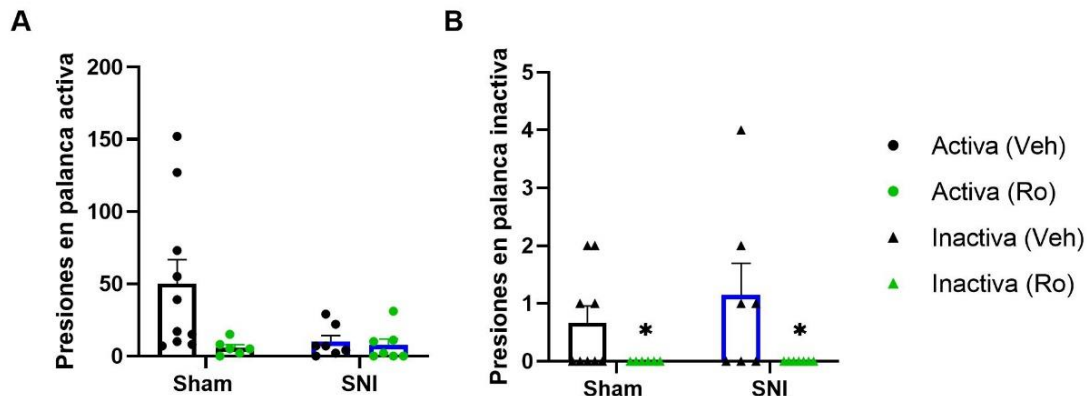 A
Presiones en palanca activa
200
150
100
50
0
Sham
SNI
B
Presiones en palanca inactiva
5
4
3
2
1
0
*
*
Sham
SNI
Activa (Veh)
Activa (Ro)
Inactiva (Veh)
Inactiva (Ro)